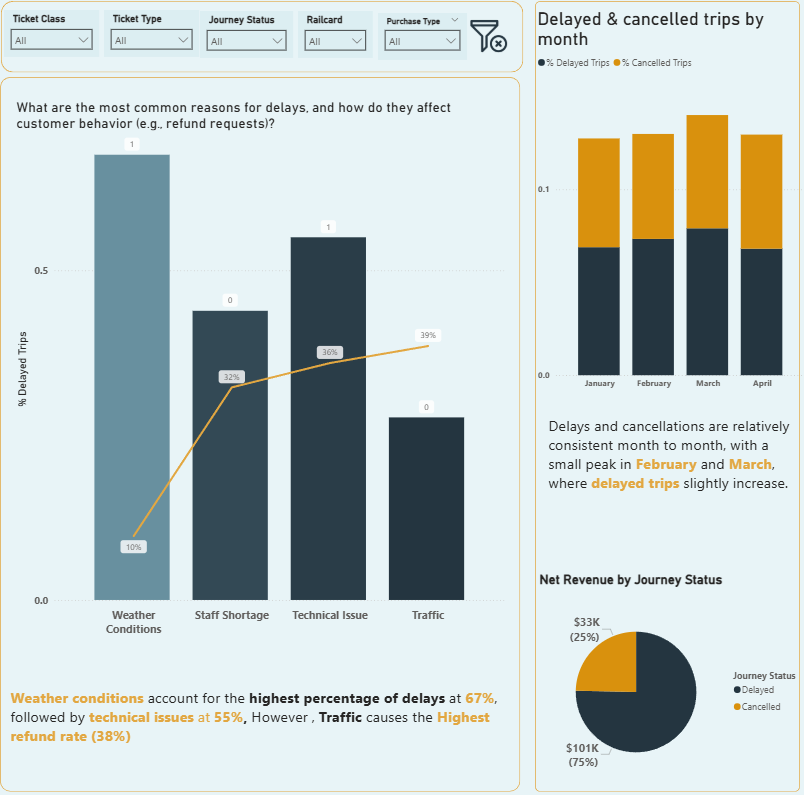 Ticket Class
All
Ticket Type
All
Journey Status
All
Railcard
All
Purchase Type
All
What are the most common reasons for delays, and how do they affect
customer behavior (e.g., refund requests)?
% Delayed Trips
0.5
0.0
1
0
1
0
10%
32%
36%
39%
Weather
Conditions
Staff Shortage
Technical Issue
Traffic
Weather conditions account for the highest percentage of delays at 67%,
followed by technical issues at 55%, However , Traffic causes the Highest
refund rate (38%)
Delayed & cancelled trips by
month
% Delayed Trips % Cancelled Trips
0.1
0.0
January
February
March
April
Delays and cancellations are relatively
consistent month to month, with a
small peak in February and March,
where delayed trips slightly increase.
Net Revenue by Journey Status
$33K
(25%)
$101K
(75%)
Journey Status
Delayed
Cancelled